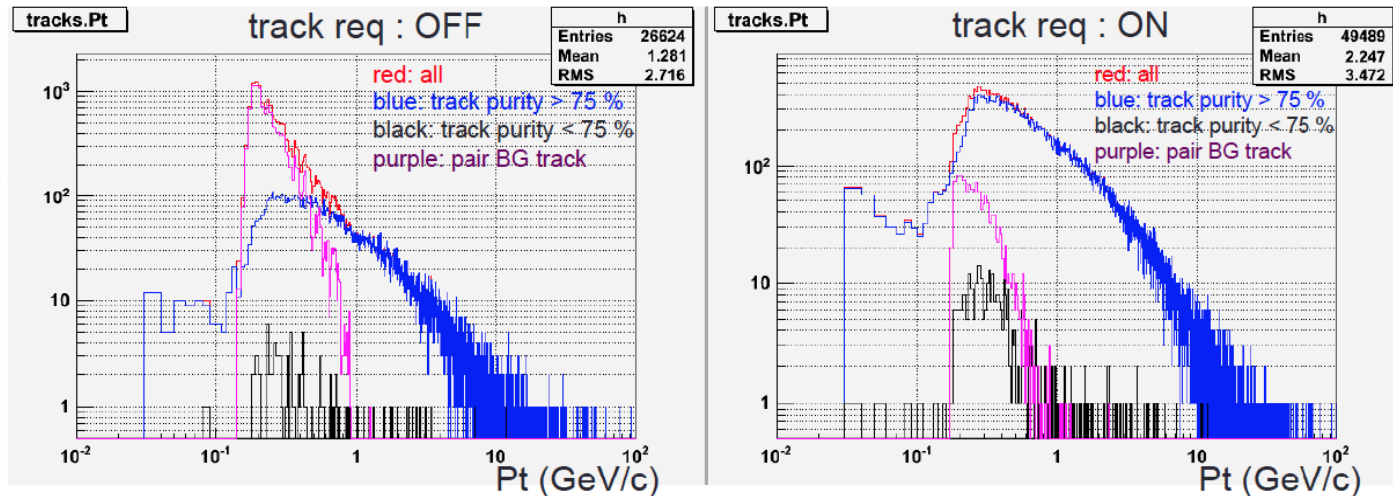 tracks.Pt
track req : OFF
h
Entries 26624
Mean 1.281
RMS 2.716
red: all
blue: track purity > 75 %
black: track purity < 75 %
purple: pair BG track
10³
10²
10
1
10⁻² 10⁻¹ 1 10 10²
Pt (GeV/c)
tracks.Pt
track req : ON
h
Entries 49489
Mean 2.247
RMS 3.472
red: all
blue: track purity > 75 %
black: track purity < 75 %
purple: pair BG track
10²
10
1
10⁻² 10⁻¹ 1 10 10²
Pt (GeV/c)